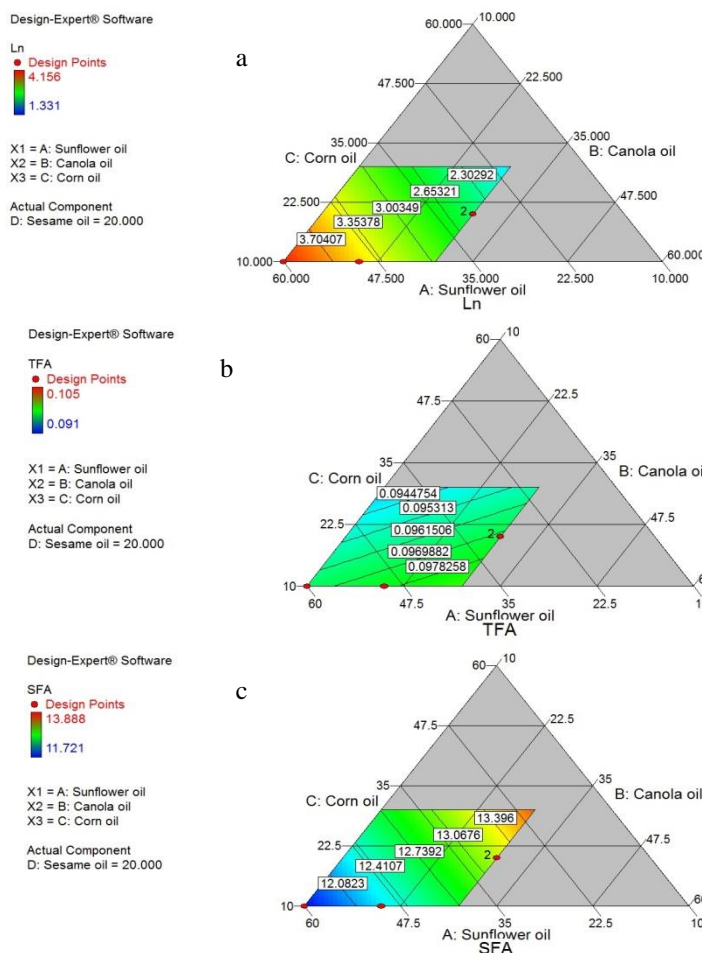 Design-Expert® Software
Ln
Design Points
4.156
1.331
X1 = A: Sunflower oil
X2 = B: Canola oil
X3 = C: Corn oil
Actual Component
D: Sesame oil = 20.000
a
60.000 10.000
47.500 22.500
35.000 35.000
C: Corn oil B: Canola oil
2.30292
2.65321
22.500 3.00349 2 47.500
3.35378
3.70407
10.000 60.000
60.000 47.500 35.000 22.500 10.000
A: Sunflower oil
Ln
Design-Expert® Software
TFA
Design Points
0.105
0.091
X1 = A: Sunflower oil
X2 = B: Canola oil
X3 = C: Corn oil
Actual Component
D: Sesame oil = 20.000
b
60 10
47.5 22.5
35 35
C: Corn oil B: Canola oil
0.0944754
0.095313
22.5 0.0961506 2 47.5
0.0969882
0.0978258
10
60 47.5 35 22.5
A: Sunflower oil
TFA
Design-Expert® Software
SFA
Design Points
13.888
11.721
X1 = A: Sunflower oil
X2 = B: Canola oil
X3 = C: Corn oil
Actual Component
D: Sesame oil = 20.000
c
60 10
47.5 22.5
35 35
C: Corn oil B: Canola oil
13.396
13.0676
22.5 12.7392 2 47.5
12.4107
12.0823
10 60
60 47.5 35 22.5 10
A: Sunflower oil
SFA